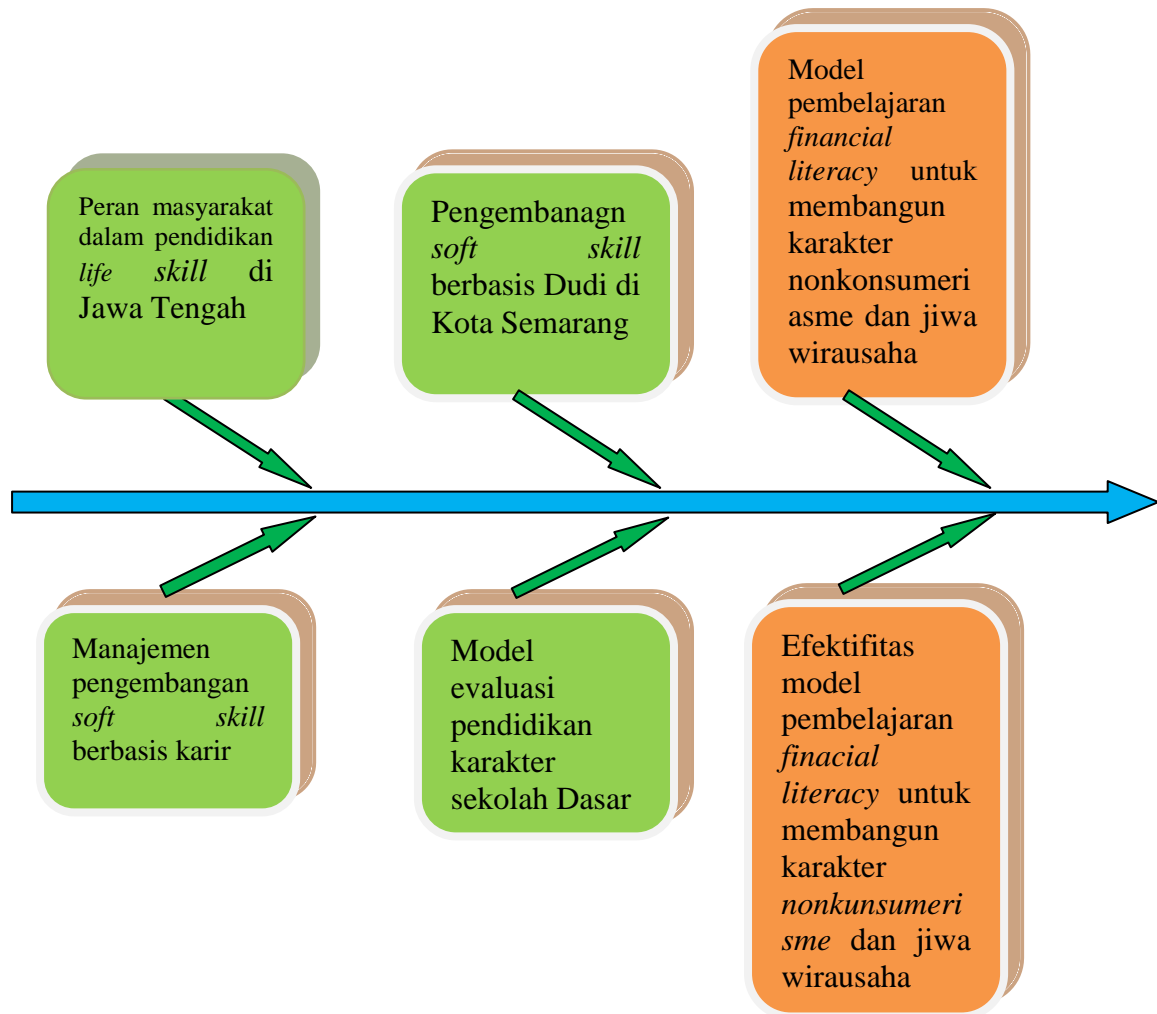 Peran masyarakat
dalam pendidikan
life skill di
Jawa Tengah
Pengembanagn
soft skill
berbasis Dudi di
Kota Semarang
Model
pembelajaran
financial
literacy untuk
membangun
karakter
nonkonsumeri
asme dan jiwa
wirausaha
Manajemen
pengembangan
soft skill
berbasis karir
Model
evaluasi
pendidikan
karakter
sekolah Dasar
Efektifitas
model
pembelajaran
finacial
literacy untuk
membangun
karakter
nonkunsumeri
sme dan jiwa
wirausaha